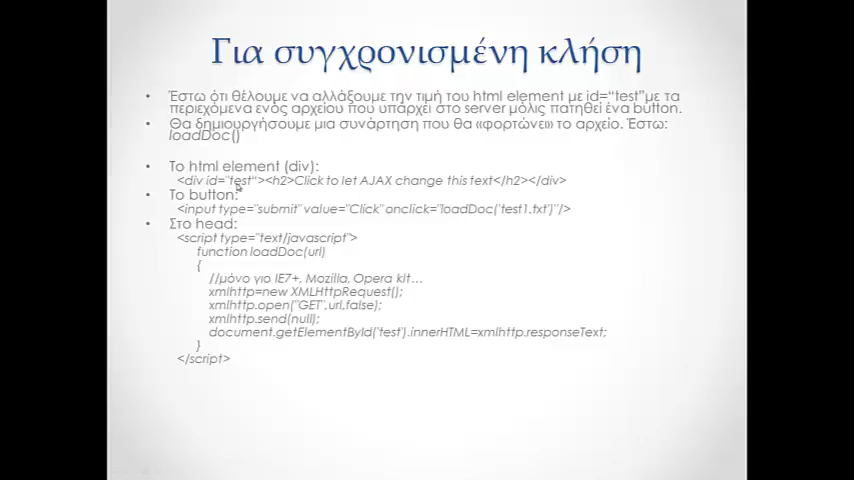 Για συγχρονισμένη κλήση
• Έστω ότι θέλουμε να αλλάξουμε την τιμή του html element με id=“test”με τα
περιεχόμενα ενός αρχείου που υπάρχει στο server μόλις πατηθεί ένα button.
• Θα δημιουργήσουμε μια συνάρτηση που θα «φορτώνει» το αρχείο. Έστω:
loadDoc()
• Το html element (div):
<div id="test“><h2>Click to let AJAX change this text</h2></div>
• Το button:
<input type="submit" value="Click" onclick="loadDoc('test1.txt')"/>
• Στο head:
<script type="text/javascript">
function loadDoc(url)
{
//μόνο γιο IE7+, Mozilla, Opera klt…
xmlhttp=new XMLHttpRequest();
xmlhttp.open("GET",url,false);
xmlhttp.send(null);
document.getElementById('test').innerHTML=xmlhttp.responseText;
}
</script>